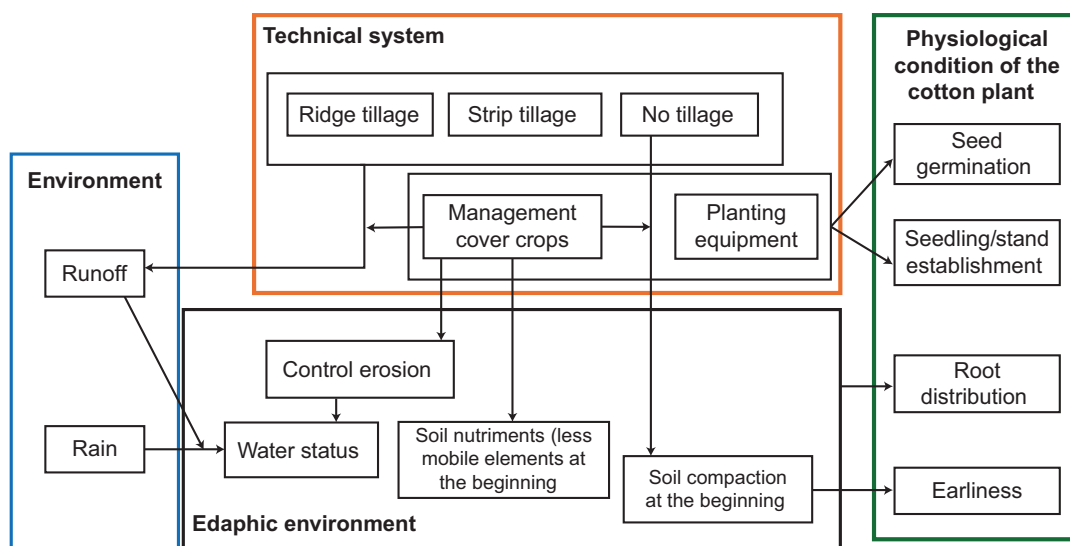 Technical system
Ridge tillage
Strip tillage
No tillage
Management
cover crops
Planting
equipment
Environment
Runoff
Rain
Control erosion
Water status
Soil nutriments (less
mobile elements at
the beginning
Soil compaction
at the beginning
Edaphic environment
Physiological
condition of the
cotton plant
Seed
germination
Seedling/stand
establishment
Root
distribution
Earliness